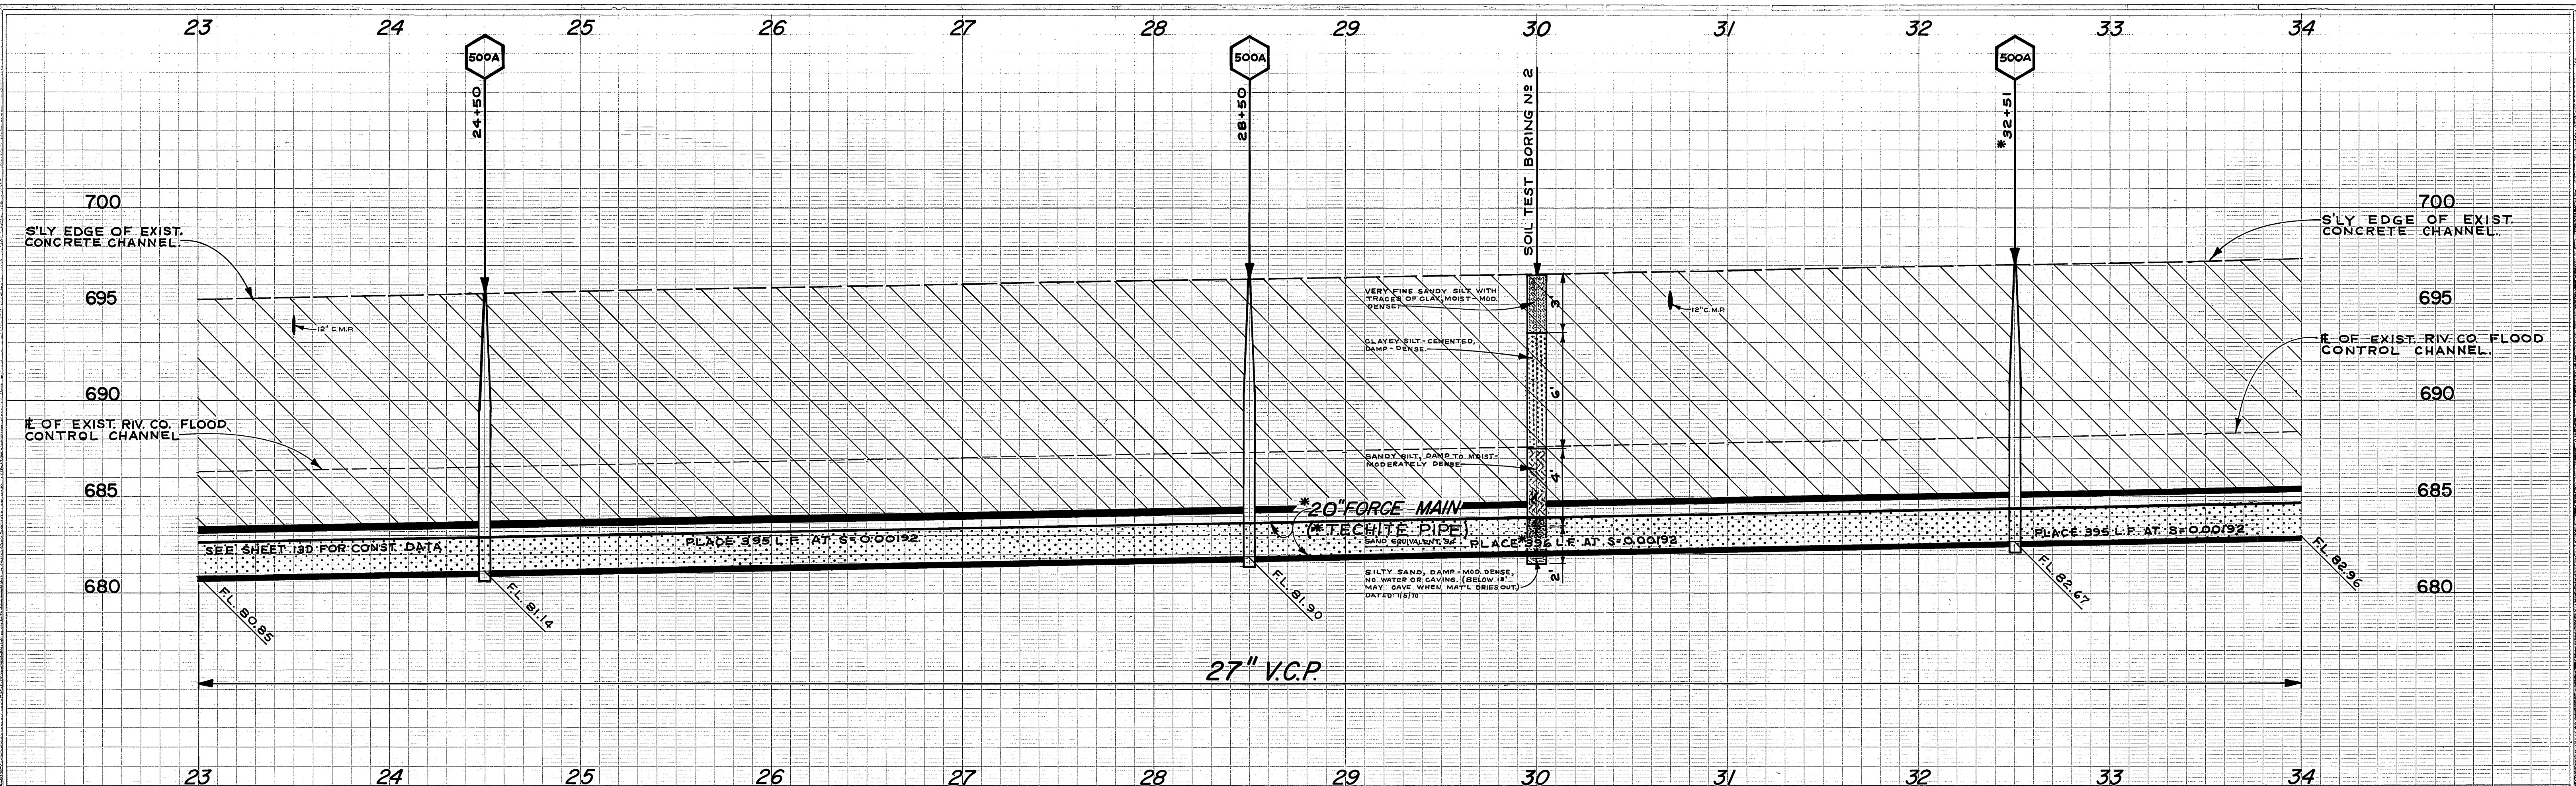 23 24 25 26 27 28 29 30 31 32 33 34
500A
500A
500A
24+50
28+50
SOIL TEST BORING Nº 2
*32+51
700
700
S'LY EDGE OF EXIST.
CONCRETE CHANNEL.
S'LY EDGE OF EXIST.
CONCRETE CHANNEL.
695
695
12" C.M.P.
VERY FINE SANDY SILT WITH
TRACES OF CLAY, MOIST-MOD.
DENSE.
3'
12" C.M.P.
CLAYEY SILT-CEMENTED,
DAMP-DENSE.
6'
℄ OF EXIST. RIV. CO. FLOOD
CONTROL CHANNEL.
690
690
℄ OF EXIST. RIV. CO. FLOOD
CONTROL CHANNEL
SANDY SILT, DAMP TO MOIST-
MODERATELY DENSE
4'
685
685
*20" FORCE MAIN
(*TECHITE PIPE)
SEE SHEET 13D FOR CONST. DATA
PLACE 395 L.F. AT S=0.00192
SAND EQUIVALENT
PLACE *396 L.F. AT S=0.00192
PLACE 395 L.F. AT S=0.00192
SILTY SAND, DAMP-MOD. DENSE,
NO WATER OR CAVING. (BELOW 13'
MAY CAVE WHEN MAT'L DRIES OUT.)
DATED 1/5/70
2'
680
680
F.L. 80.85
F.L. 81.14
F.L. 81.90
F.L. 82.67
F.L. 82.96
27" V.C.P.
23 24 25 26 27 28 29 30 31 32 33 34